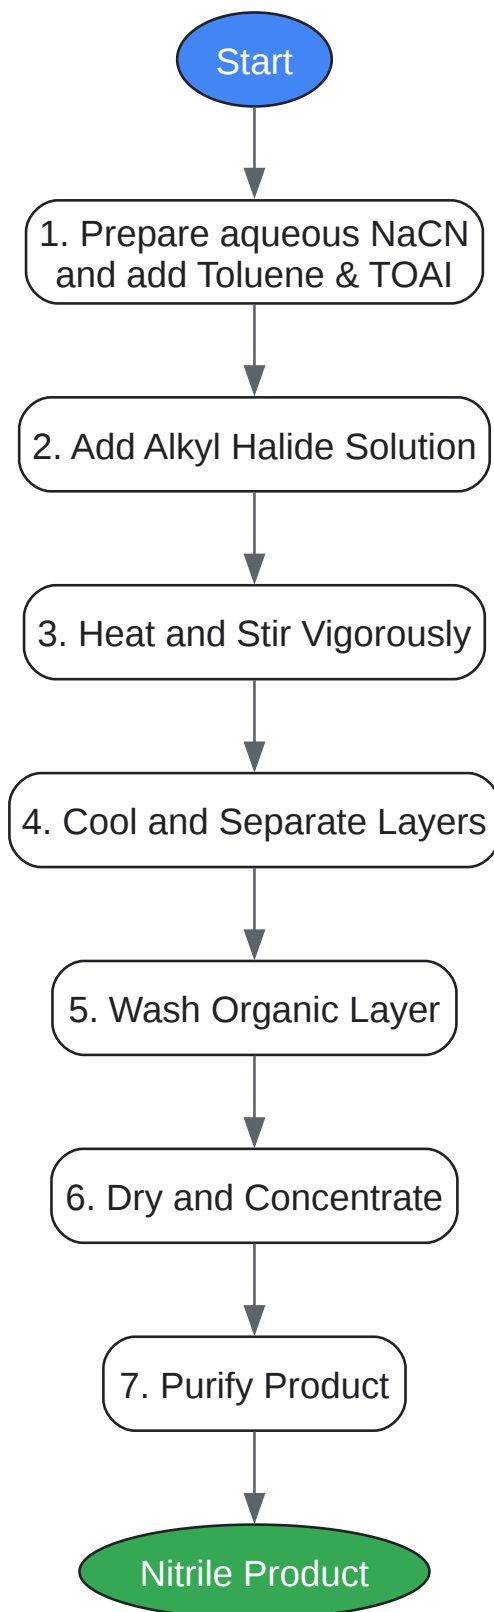 Start
1. Prepare aqueous NaCN
and add Toluene & TOAI
2. Add Alkyl Halide Solution
3. Heat and Stir Vigorously
4. Cool and Separate Layers
5. Wash Organic Layer
6. Dry and Concentrate
7. Purify Product
Nitrile Product